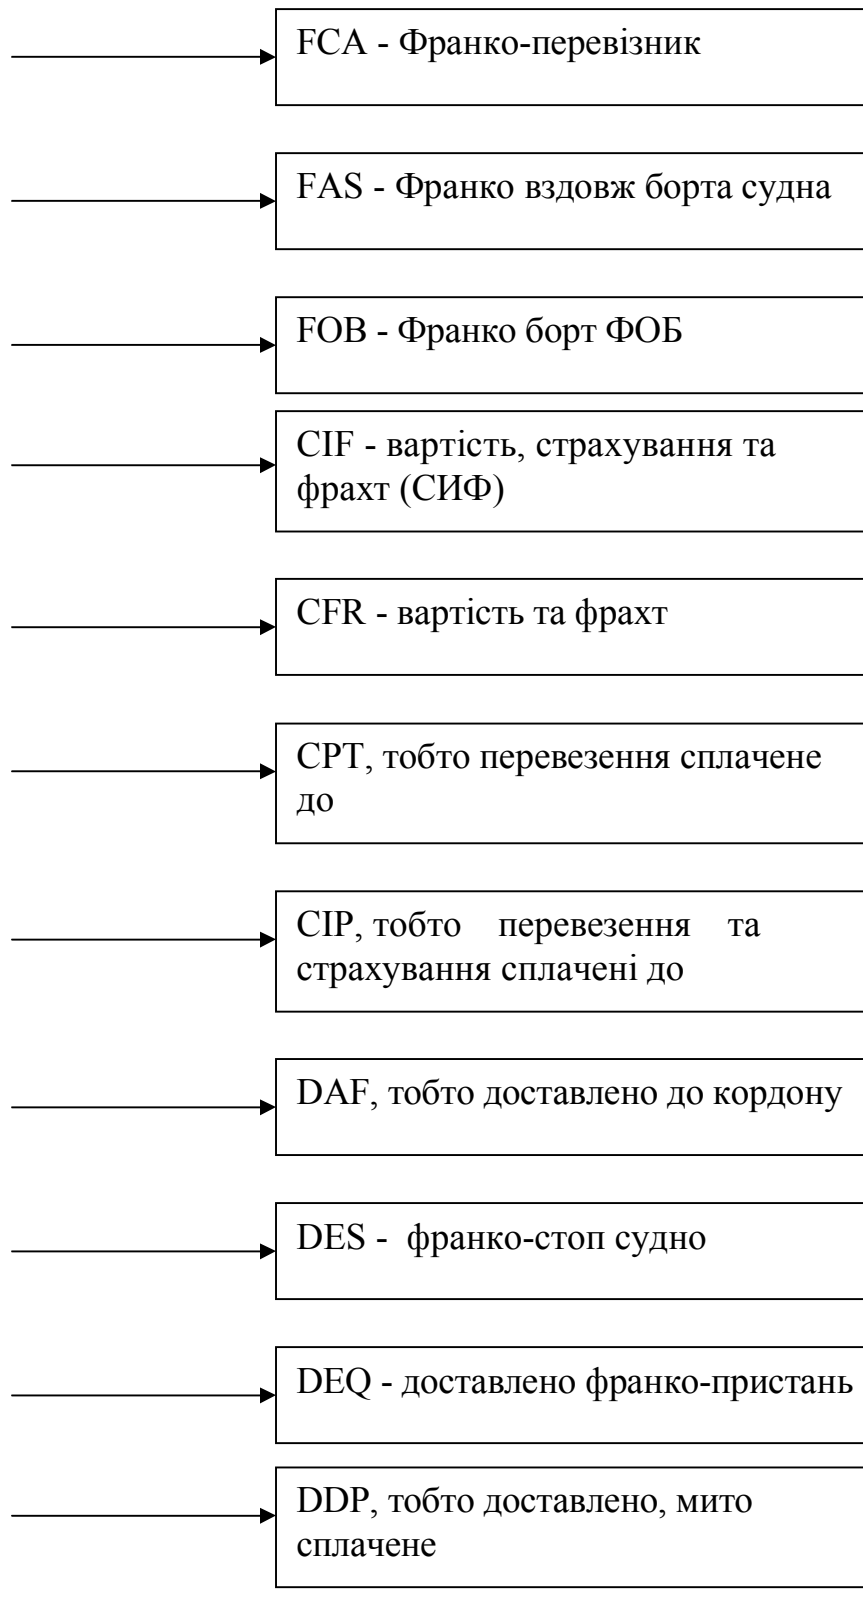 FCA - Франко-перевізник
FAS - Франко вздовж борта судна
FOB - Франко борт ФОБ
CIF - вартість, страхування та
фрахт (СИФ)
CFR - вартість та фрахт
CPT, тобто перевезення сплачене
до
CIP, тобто перевезення та
страхування сплачені до
DAF, тобто доставлено до кордону
DES - франко-стоп судно
DEQ - доставлено франко-пристань
DDP, тобто доставлено, мито
сплачене